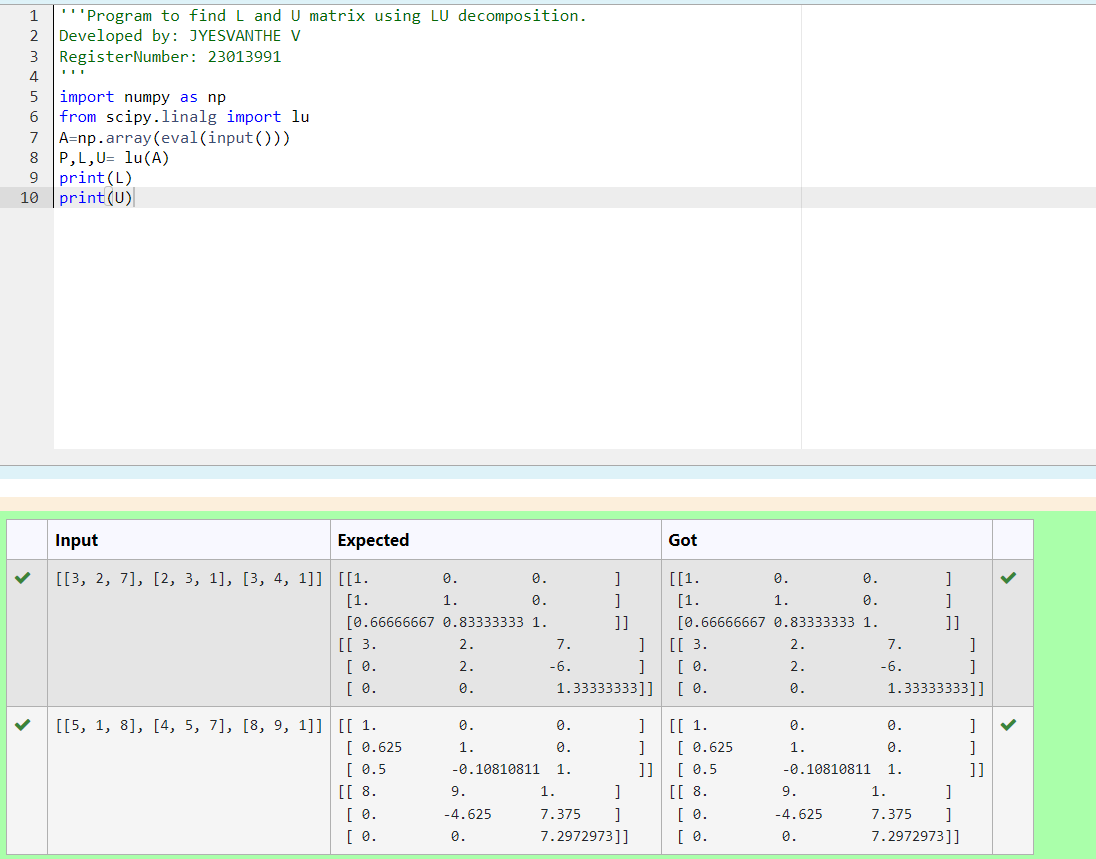 1 '''Program to find L and U matrix using LU decomposition.
2 Developed by: JYESVANTHE V
3 RegisterNumber: 23013991
4 '''
5 import numpy as np
6 from scipy.linalg import lu
7 A=np.array(eval(input()))
8 P,L,U= lu(A)
9 print(L)
10 print(U)
Input Expected Got
[[3, 2, 7], [2, 3, 1], [3, 4, 1]] [[1. 0. 0. ] [[1. 0. 0. ]
[1. 1. 0. ] [1. 1. 0. ]
[0.66666667 0.83333333 1. ]] [0.66666667 0.83333333 1. ]]
[[ 3. 2. 7. ] [[ 3. 2. 7. ]
[ 0. 2. -6. ] [ 0. 2. -6. ]
[ 0. 0. 1.33333333]] [ 0. 0. 1.33333333]]
[[5, 1, 8], [4, 5, 7], [8, 9, 1]] [[ 1. 0. 0. ] [[ 1. 0. 0. ]
[ 0.625 1. 0. ] [ 0.625 1. 0. ]
[ 0.5 -0.10810811 1. ]] [ 0.5 -0.10810811 1. ]]
[[ 8. 9. 1. ] [[ 8. 9. 1. ]
[ 0. -4.625 7.375 ] [ 0. -4.625 7.375 ]
[ 0. 0. 7.2972973]] [ 0. 0. 7.2972973]]